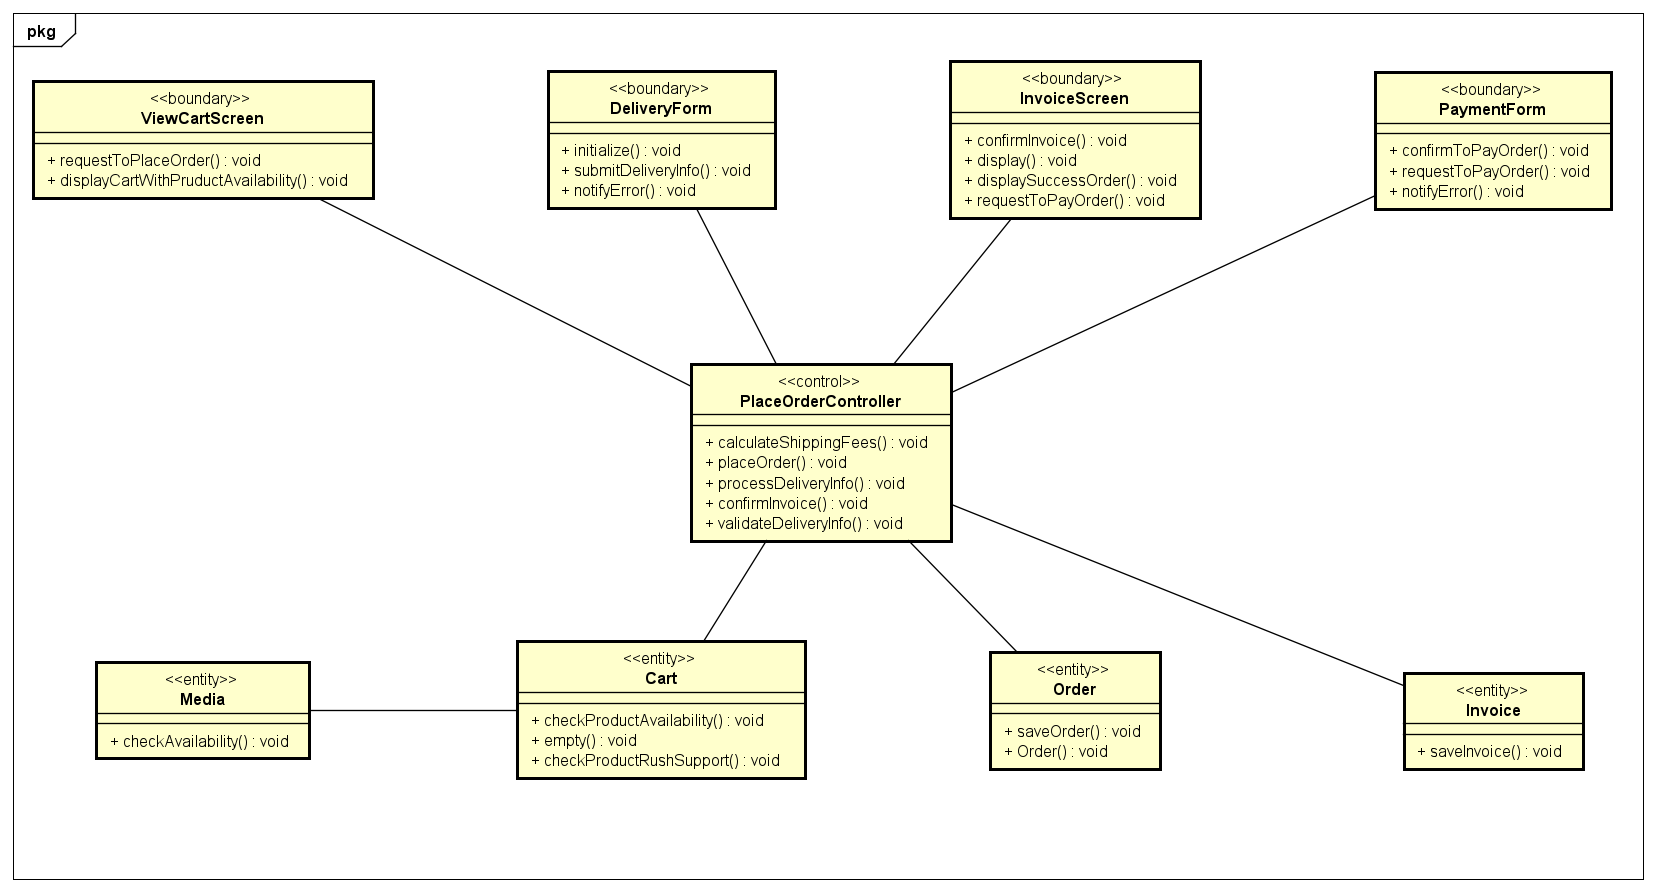 pkg
<<boundary>>
ViewCartScreen
+ requestToPlaceOrder() : void
+ displayCartWithPruductAvailability() : void
<<boundary>>
DeliveryForm
+ initialize() : void
+ submitDeliveryInfo() : void
+ notifyError() : void
<<boundary>>
InvoiceScreen
+ confirmInvoice() : void
+ display() : void
+ displaySuccessOrder() : void
+ requestToPayOrder() : void
<<boundary>>
PaymentForm
+ confirmToPayOrder() : void
+ requestToPayOrder() : void
+ notifyError() : void
<<control>>
PlaceOrderController
+ calculateShippingFees() : void
+ placeOrder() : void
+ processDeliveryInfo() : void
+ confirmInvoice() : void
+ validateDeliveryInfo() : void
<<entity>>
Media
+ checkAvailability() : void
<<entity>>
Cart
+ checkProductAvailability() : void
+ empty() : void
+ checkProductRushSupport() : void
<<entity>>
Order
+ saveOrder() : void
+ Order() : void
<<entity>>
Invoice
+ saveInvoice() : void